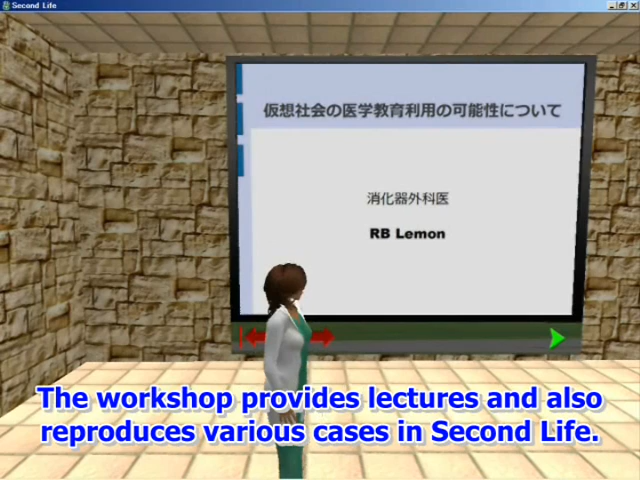 Second Life
仮想社会の医学教育利用の可能性について
消化器外科医
RB Lemon
The workshop provides lectures and also
reproduces various cases in Second Life.